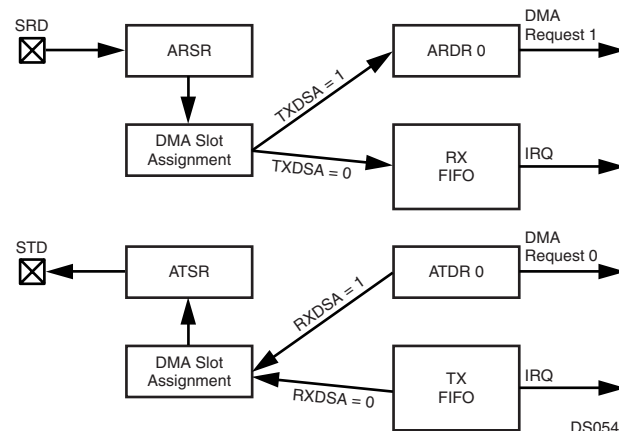 SRD
ARSR
DMA Slot
Assignment
TXDSA = 1
TXDSA = 0
ARDR 0
DMA
Request 1
RX
FIFO
IRQ
STD
ATSR
DMA Slot
Assignment
RXDSA = 1
RXDSA = 0
ATDR 0
DMA
Request 0
TX
FIFO
IRQ
DS054